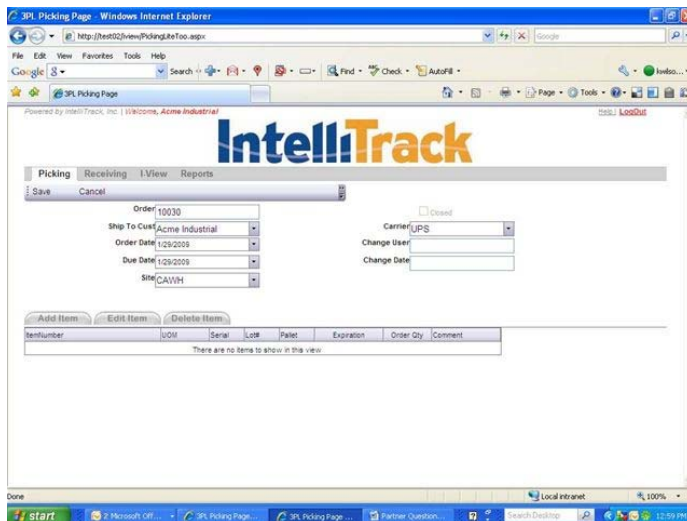 3PL Picking Page - Windows Internet Explorer
http://test02/iview/PickingLiteToo.aspx
Google
File Edit View Favorites Tools Help
Google Search Find Check AutoFill
3PL Picking Page Page Tools
Powered by IntelliTrack, Inc. | Welcome, Acme Industrial Help | LogOut
IntelliTrack
Picking Receiving I-View Reports
Save Cancel
Order 10030 Closed
Ship To Cust Acme Industrial Carrier UPS
Order Date 1/29/2009 Change User
Due Date 1/29/2009 Change Date
Site CAWH
Add Item Edit Item Delete Item
ItemNumber UOM Serial Lot# Pallet Expiration Order Qty Comment
There are no items to show in this view
Done Local intranet 100%
start 2 Microsoft Off... 3PL Picking Page... 3PL Picking Page ... Partner Question... Search Desktop 12:59 PM